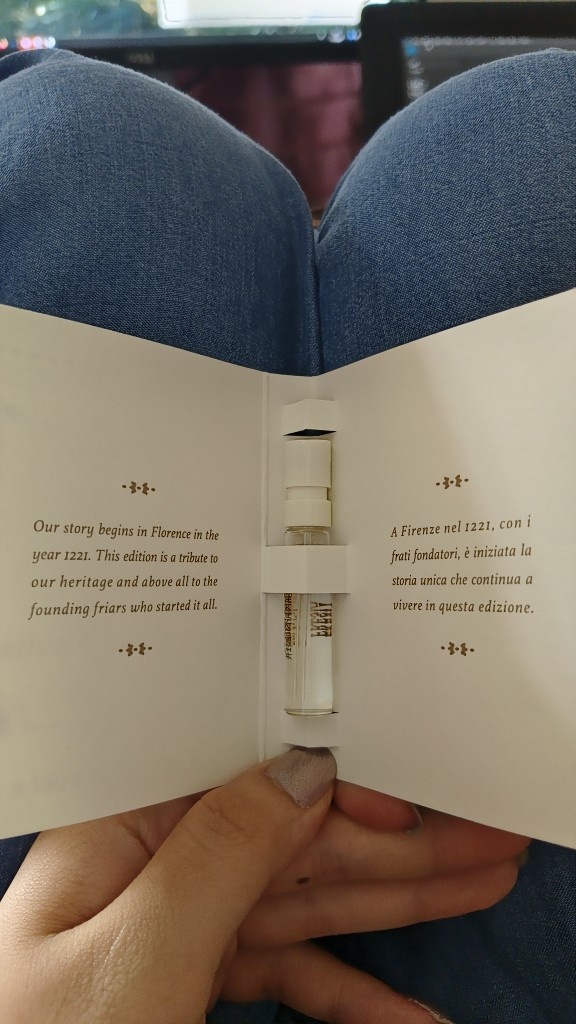 Our story begins in Florence in the
year 1221. This edition is a tribute to
our heritage and above all to the
founding friars who started it all.
A Firenze nel 1221, con i
frati fondatori, è iniziata la
storia unica che continua a
vivere in questa edizione.